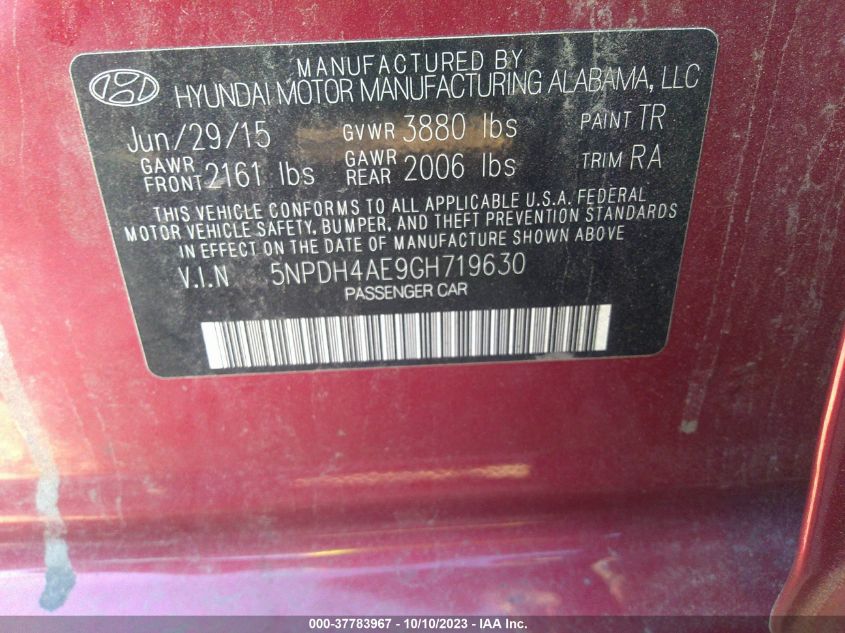 MANUFACTURED BY
HYUNDAI MOTOR MANUFACTURING ALABAMA, LLC
Jun/29/15 GVWR 3880 lbs PAINT TR
GAWR FRONT 2161 lbs GAWR REAR 2006 lbs TRIM RA
THIS VEHICLE CONFORMS TO ALL APPLICABLE U.S.A. FEDERAL
MOTOR VEHICLE SAFETY, BUMPER, AND THEFT PREVENTION STANDARDS
IN EFFECT ON THE DATE OF MANUFACTURE SHOWN ABOVE
V.I.N 5NPDH4AE9GH719630
PASSENGER CAR
000-37783967 - 10/10/2023 - IAA Inc.